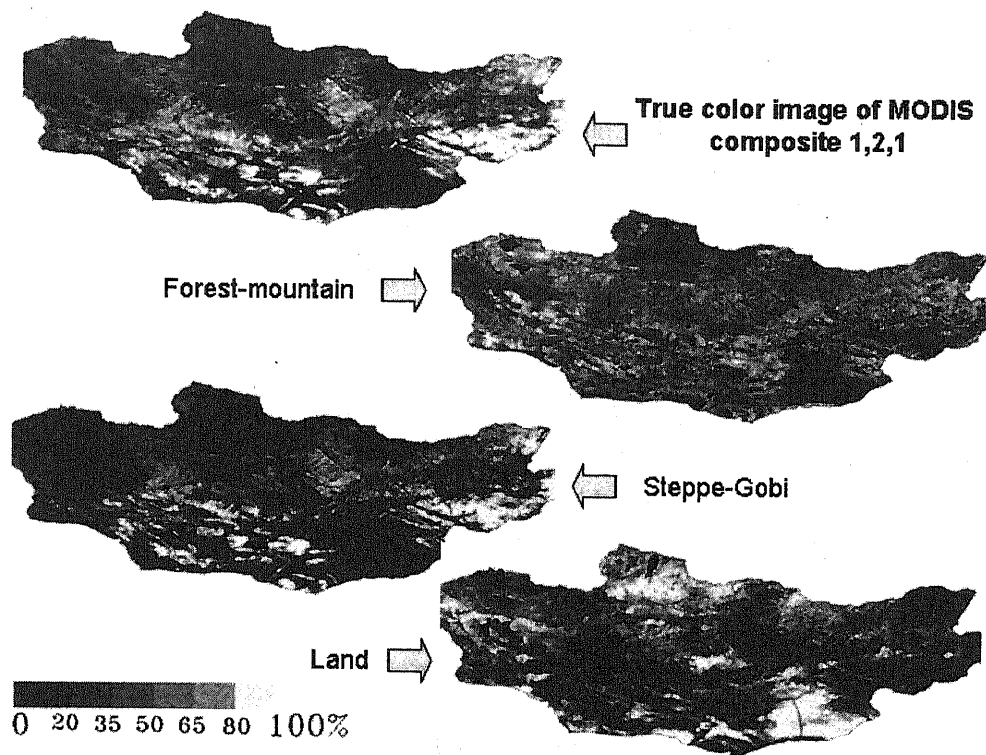 True color image of MODIS
composite 1,2,1
Forest-mountain
Steppe-Gobi
Land
0 20 35 50 65 80 100%